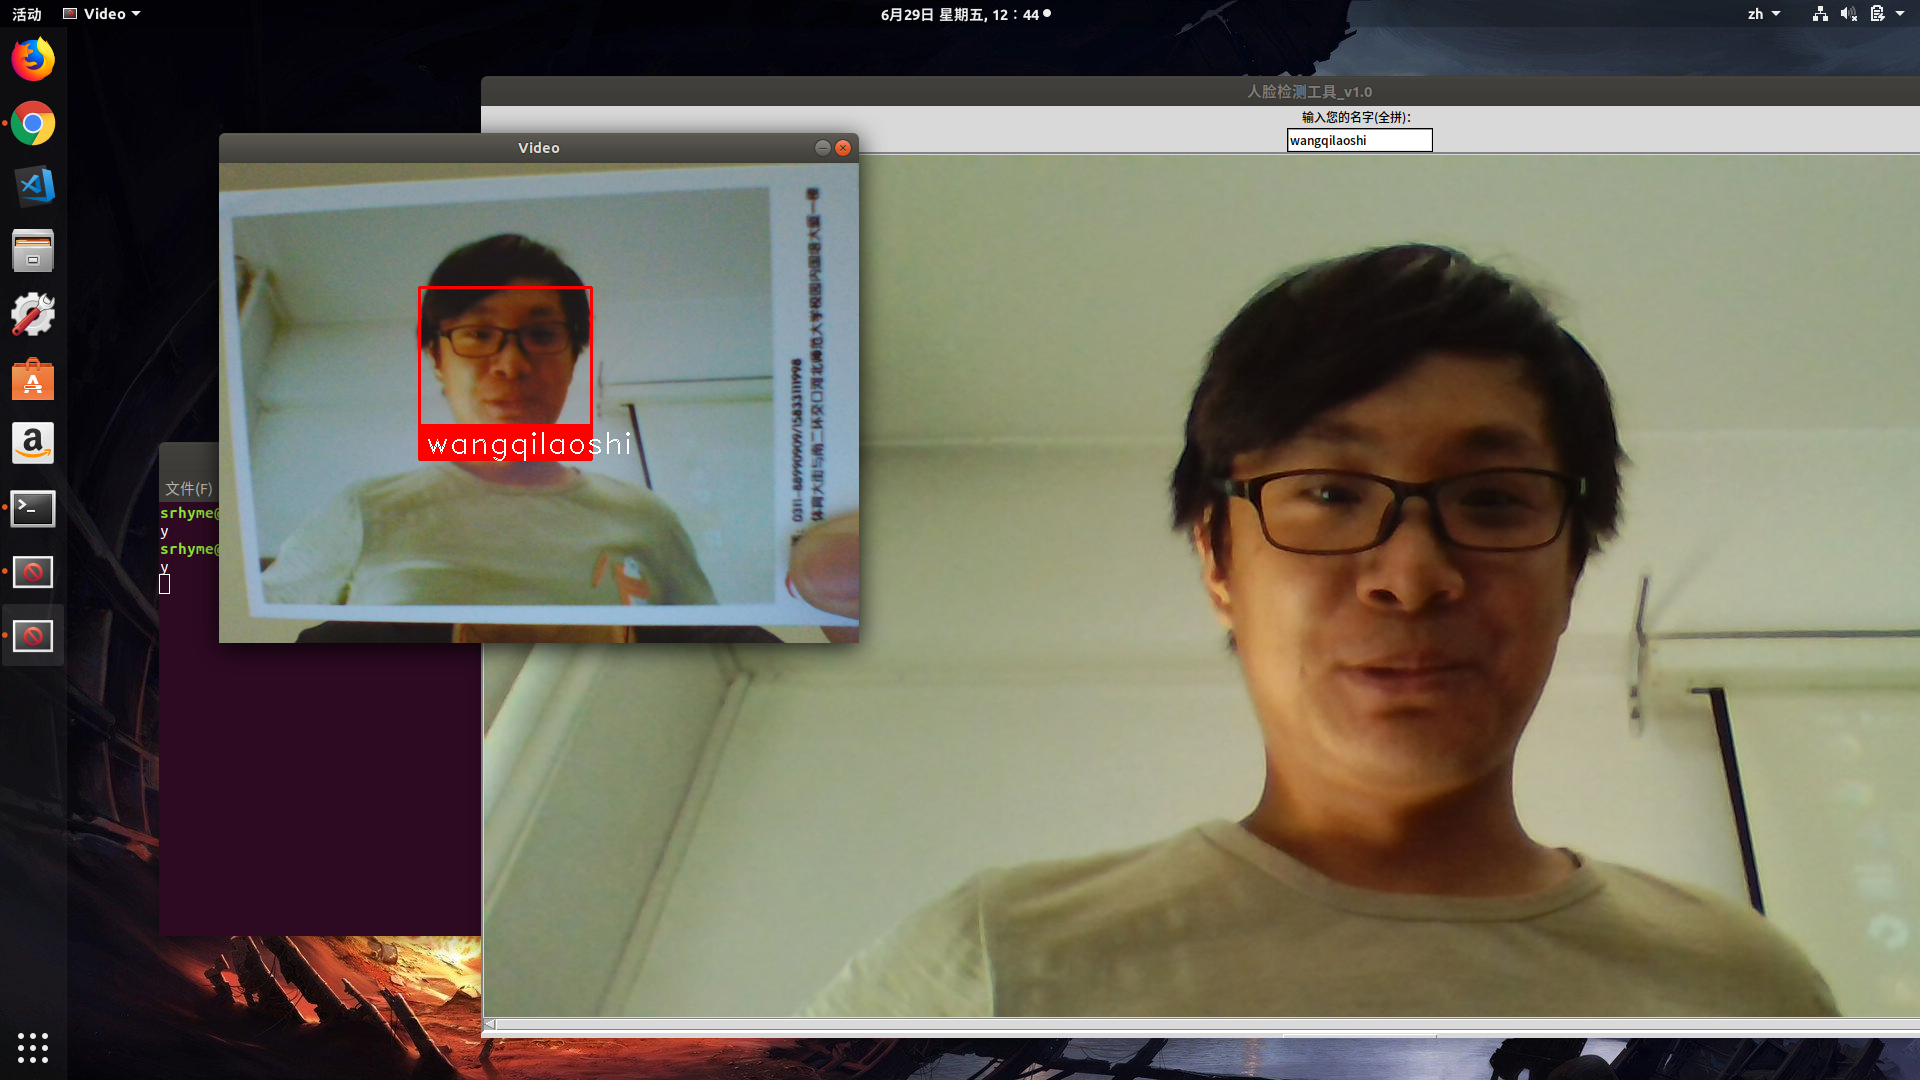 活动
Video
6月29日 星期五, 12：44
zh
人脸检测工具_v1.0
输入您的名字(全拼):
wangqilaoshi
Video
wangqilaoshi
文件(F)
srhyme@
y
srhyme@
y